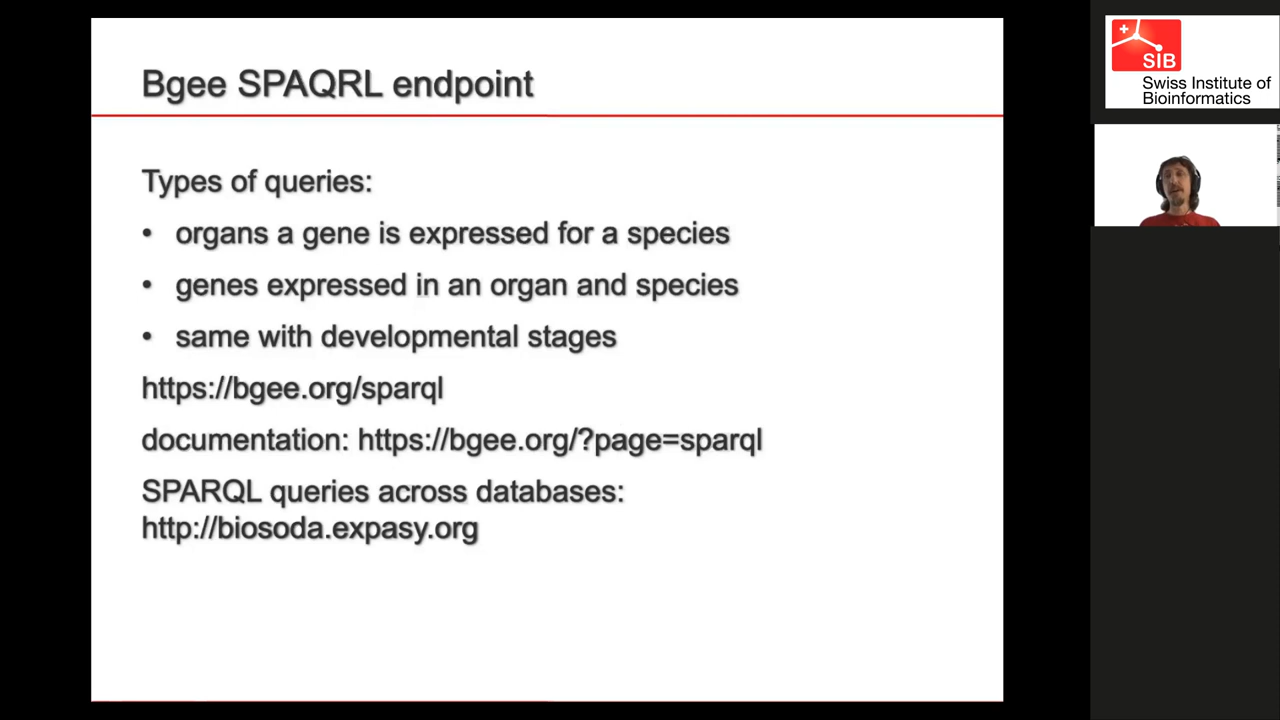 Bgee SPAQRL endpoint
Types of queries:
• organs a gene is expressed for a species
• genes expressed in an organ and species
• same with developmental stages
https://bgee.org/sparql
documentation: https://bgee.org/?page=sparql
SPARQL queries across databases:
http://biosoda.expasy.org
SIB
Swiss Institute of
Bioinformatics